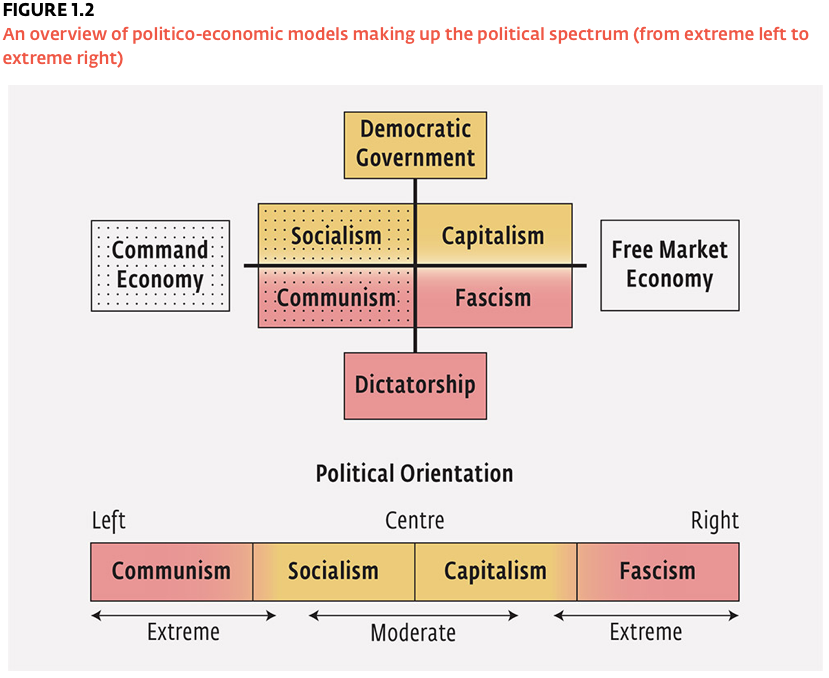 FIGURE 1.2
An overview of politico-economic models making up the political spectrum (from extreme left to
extreme right)
Democratic
Government
Command
Economy
Socialism
Capitalism
Free Market
Economy
Communism
Fascism
Dictatorship
Political Orientation
Left
Centre
Right
Communism
Socialism
Capitalism
Fascism
Extreme
Moderate
Extreme